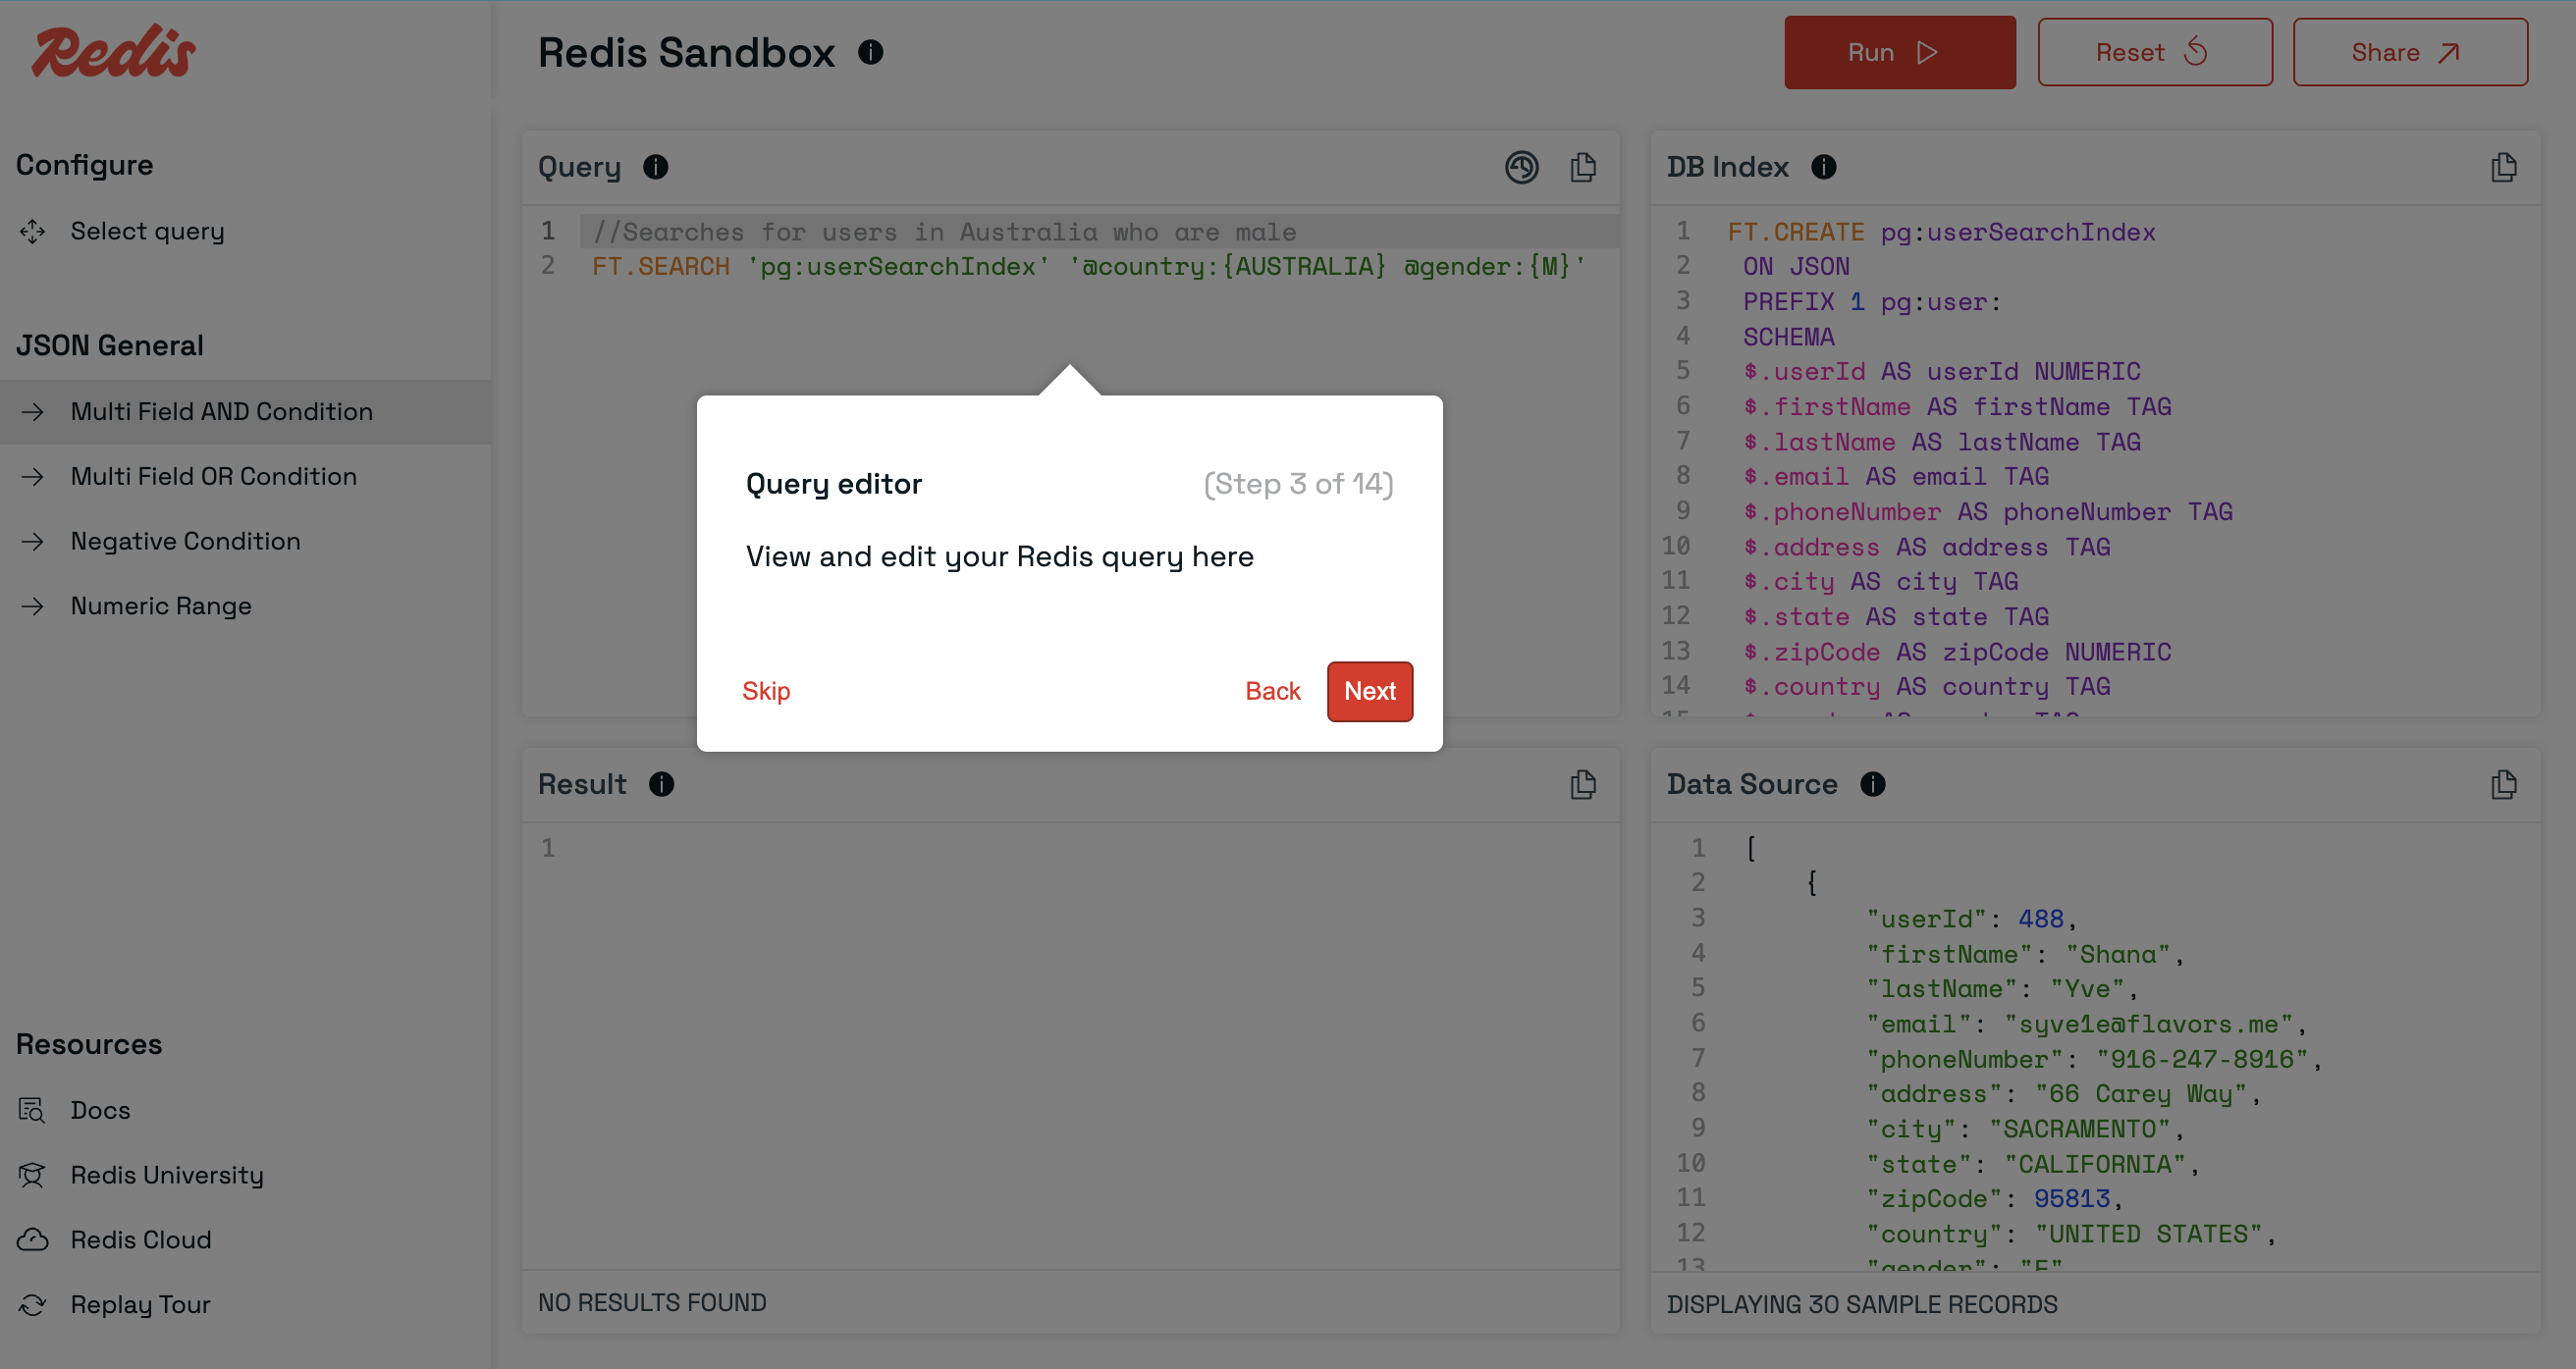 Redis
Redis Sandbox
Run
Reset
Share
Configure
Select query
JSON General
Multi Field AND Condition
Multi Field OR Condition
Negative Condition
Numeric Range
Resources
Docs
Redis University
Redis Cloud
Replay Tour
Query
1 //Searches for users in Australia who are male
2 FT.SEARCH 'pg:userSearchIndex' '@country:{AUSTRALIA} @gender:{M}'
Query editor (Step 3 of 14)
View and edit your Redis query here
Skip Back Next
DB Index
1 FT.CREATE pg:userSearchIndex
2 ON JSON
3 PREFIX 1 pg:user:
4 SCHEMA
5 $.userId AS userId NUMERIC
6 $.firstName AS firstName TAG
7 $.lastName AS lastName TAG
8 $.email AS email TAG
9 $.phoneNumber AS phoneNumber TAG
10 $.address AS address TAG
11 $.city AS city TAG
12 $.state AS state TAG
13 $.zipCode AS zipCode NUMERIC
14 $.country AS country TAG
Result
1
NO RESULTS FOUND
Data Source
1 [
2 {
3 "userId": 488,
4 "firstName": "Shana",
5 "lastName": "Yve",
6 "email": "syve1e@flavors.me",
7 "phoneNumber": "916-247-8916",
8 "address": "66 Carey Way",
9 "city": "SACRAMENTO",
10 "state": "CALIFORNIA",
11 "zipCode": 95813,
12 "country": "UNITED STATES",
13 "gender": "F"
DISPLAYING 30 SAMPLE RECORDS